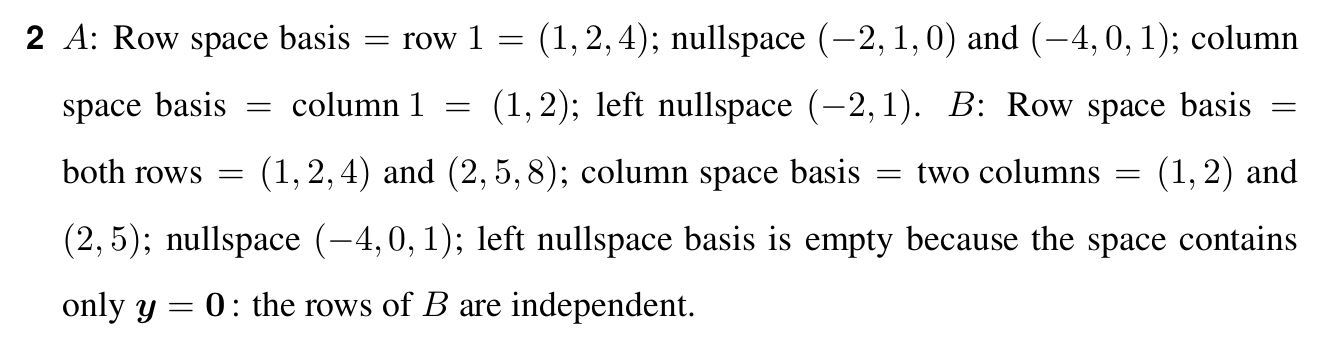 2 A: Row space basis = row 1 = (1, 2, 4); nullspace (−2, 1, 0) and (−4, 0, 1); column
space basis = column 1 = (1, 2); left nullspace (−2, 1). B: Row space basis =
both rows = (1, 2, 4) and (2, 5, 8); column space basis = two columns = (1, 2) and
(2, 5); nullspace (−4, 0, 1); left nullspace basis is empty because the space contains
only y = 0: the rows of B are independent.